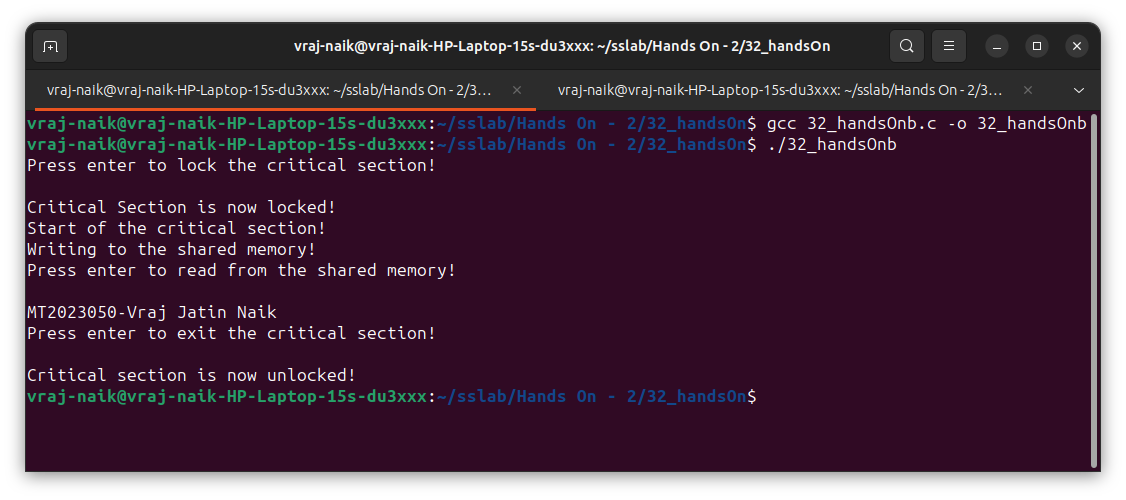 vraj-naik@vraj-naik-HP-Laptop-15s-du3xxx: ~/sslab/Hands On - 2/32_handsOn
vraj-naik@vraj-naik-HP-Laptop-15s-du3xxx: ~/sslab/Hands On - 2/3...
vraj-naik@vraj-naik-HP-Laptop-15s-du3xxx: ~/sslab/Hands On - 2/3...
vraj-naik@vraj-naik-HP-Laptop-15s-du3xxx:~/sslab/Hands On - 2/32_handsOn$ gcc 32_handsOnb.c -o 32_handsOnb
vraj-naik@vraj-naik-HP-Laptop-15s-du3xxx:~/sslab/Hands On - 2/32_handsOn$ ./32_handsOnb
Press enter to lock the critical section!
Critical Section is now locked!
Start of the critical section!
Writing to the shared memory!
Press enter to read from the shared memory!
MT2023050-Vraj Jatin Naik
Press enter to exit the critical section!
Critical section is now unlocked!
vraj-naik@vraj-naik-HP-Laptop-15s-du3xxx:~/sslab/Hands On - 2/32_handsOn$